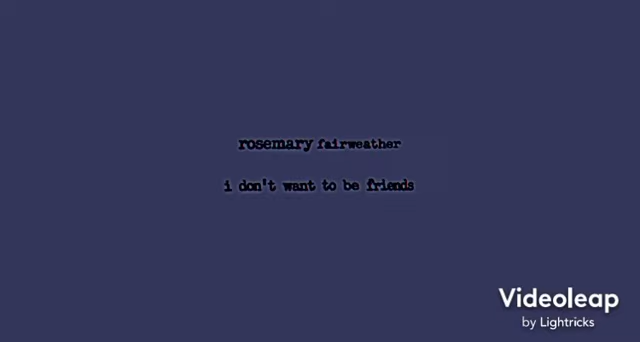 rosemary fairweather
i don't want to be friends
Videoleap
by Lightricks